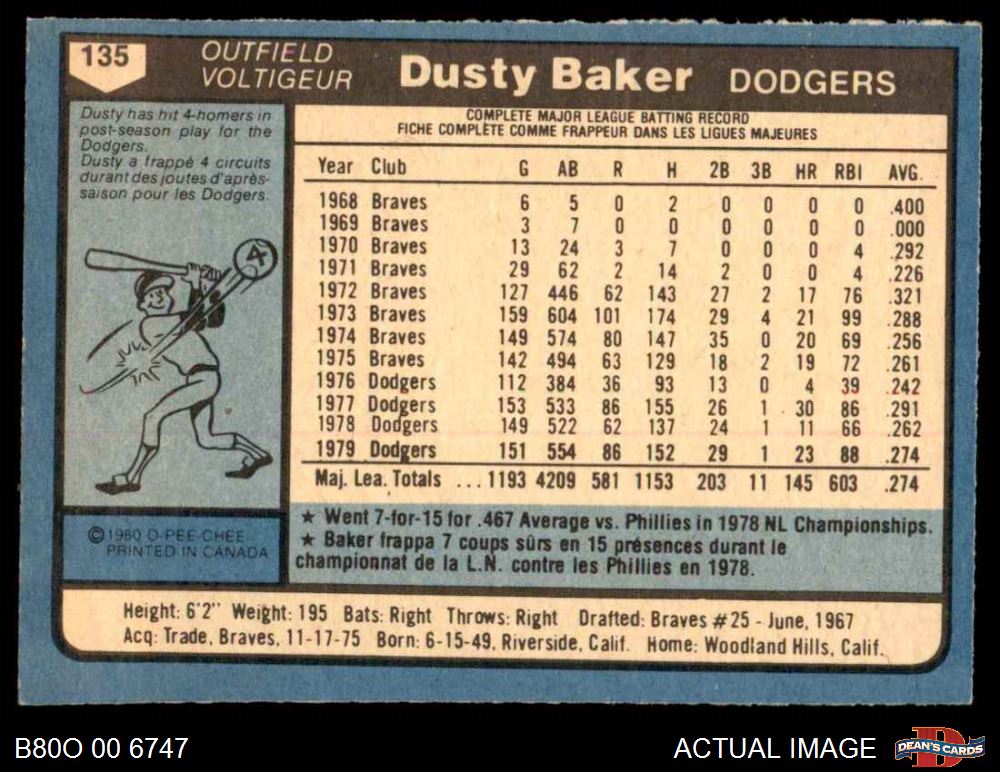 135
OUTFIELD
VOLTIGEUR
Dusty Baker DODGERS
Dusty has hit 4-homers in
post-season play for the
Dodgers.
Dusty a frappé 4 circuits
durant des joutes d'après-
saison pour les Dodgers.
4
© 1980 O-PEE-CHEE
PRINTED IN CANADA
COMPLETE MAJOR LEAGUE BATTING RECORD
FICHE COMPLÈTE COMME FRAPPEUR DANS LES LIGUES MAJEURES
Year Club G AB R H 2B 3B HR RBI AVG.
1968 Braves 6 5 0 2 0 0 0 0 .400
1969 Braves 3 7 0 0 0 0 0 0 .000
1970 Braves 13 24 3 7 0 0 0 4 .292
1971 Braves 29 62 2 14 2 0 0 4 .226
1972 Braves 127 446 62 143 27 2 17 76 .321
1973 Braves 159 604 101 174 29 4 21 99 .288
1974 Braves 149 574 80 147 35 0 20 69 .256
1975 Braves 142 494 63 129 18 2 19 72 .261
1976 Dodgers 112 384 36 93 13 0 4 39 .242
1977 Dodgers 153 533 86 155 26 1 30 86 .291
1978 Dodgers 149 522 62 137 24 1 11 66 .262
1979 Dodgers 151 554 86 152 29 1 23 88 .274
Maj. Lea. Totals ... 1193 4209 581 1153 203 11 145 603 .274
★ Went 7-for-15 for .467 Average vs. Phillies in 1978 NL Championships.
★ Baker frappa 7 coups sûrs en 15 présences durant le
championnat de la L.N. contre les Phillies en 1978.
Height: 6'2" Weight: 195 Bats: Right Throws: Right Drafted: Braves #25 - June, 1967
Acq: Trade, Braves, 11-17-75 Born: 6-15-49, Riverside, Calif. Home: Woodland Hills, Calif.
B80O 00 6747
ACTUAL IMAGE
D
DEAN'S CARDS